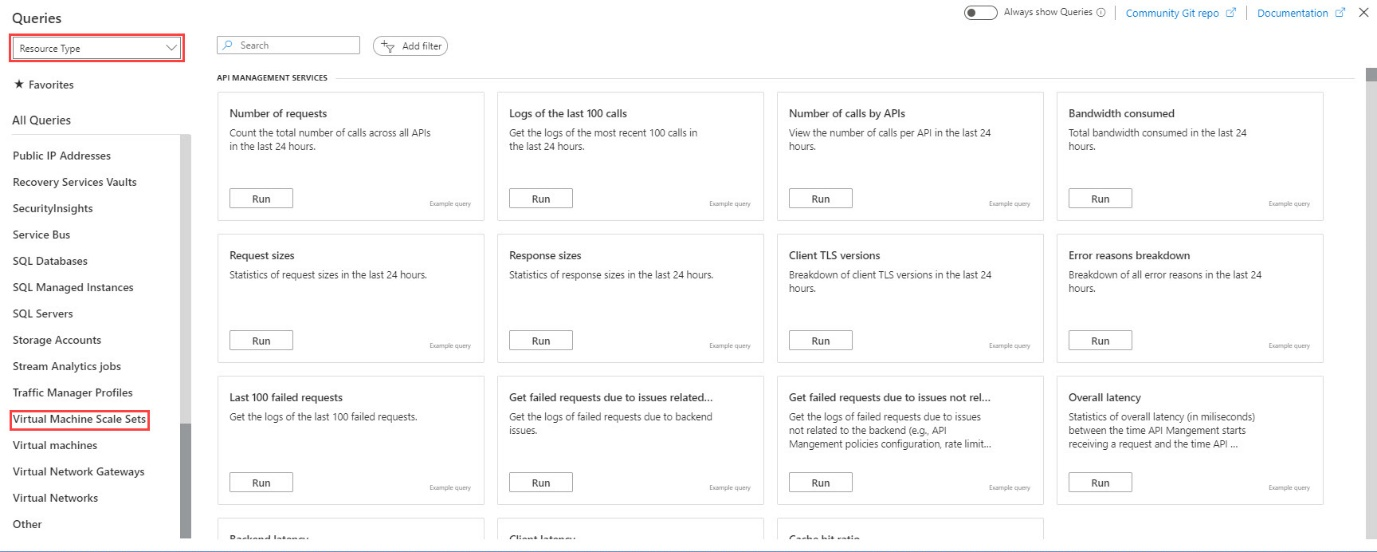 Queries
Always show Queries
Community Git repo
Documentation
Resource Type
Search
Add filter
Favorites
All Queries
Public IP Addresses
Recovery Services Vaults
SecurityInsights
Service Bus
SQL Databases
SQL Managed Instances
SQL Servers
Storage Accounts
Stream Analytics jobs
Traffic Manager Profiles
Virtual Machine Scale Sets
Virtual machines
Virtual Network Gateways
Virtual Networks
Other
API MANAGEMENT SERVICES
Number of requests
Count the total number of calls across all APIs
in the last 24 hours.
Run
Example query
Logs of the last 100 calls
Get the logs of the most recent 100 calls in
the last 24 hours.
Run
Example query
Number of calls by APIs
View the number of calls per API in the last 24
hours.
Run
Example query
Bandwidth consumed
Total bandwidth consumed in the last 24
hours.
Run
Example query
Request sizes
Statistics of request sizes in the last 24 hours.
Run
Example query
Response sizes
Statistics of response sizes in the last 24 hours.
Run
Example query
Client TLS versions
Breakdown of client TLS versions in the last 24
hours.
Run
Example query
Error reasons breakdown
Breakdown of all error reasons in the last 24
hours.
Run
Example query
Last 100 failed requests
Get the logs of the last 100 failed requests.
Run
Example query
Get failed requests due to issues related...
Get the logs of failed requests due to backend
issues.
Run
Example query
Get failed requests due to issues not rel...
Get the logs of failed requests due to issues
not related to the backend (e.g., API
Mangement policies configuration, rate limit...
Run
Example query
Overall latency
Statistics of overall latency (in miliseconds)
between the time API Mangement starts
receiving a request and the time API ...
Run
Example query
Backend latency
Client latency
Cache hit ratio